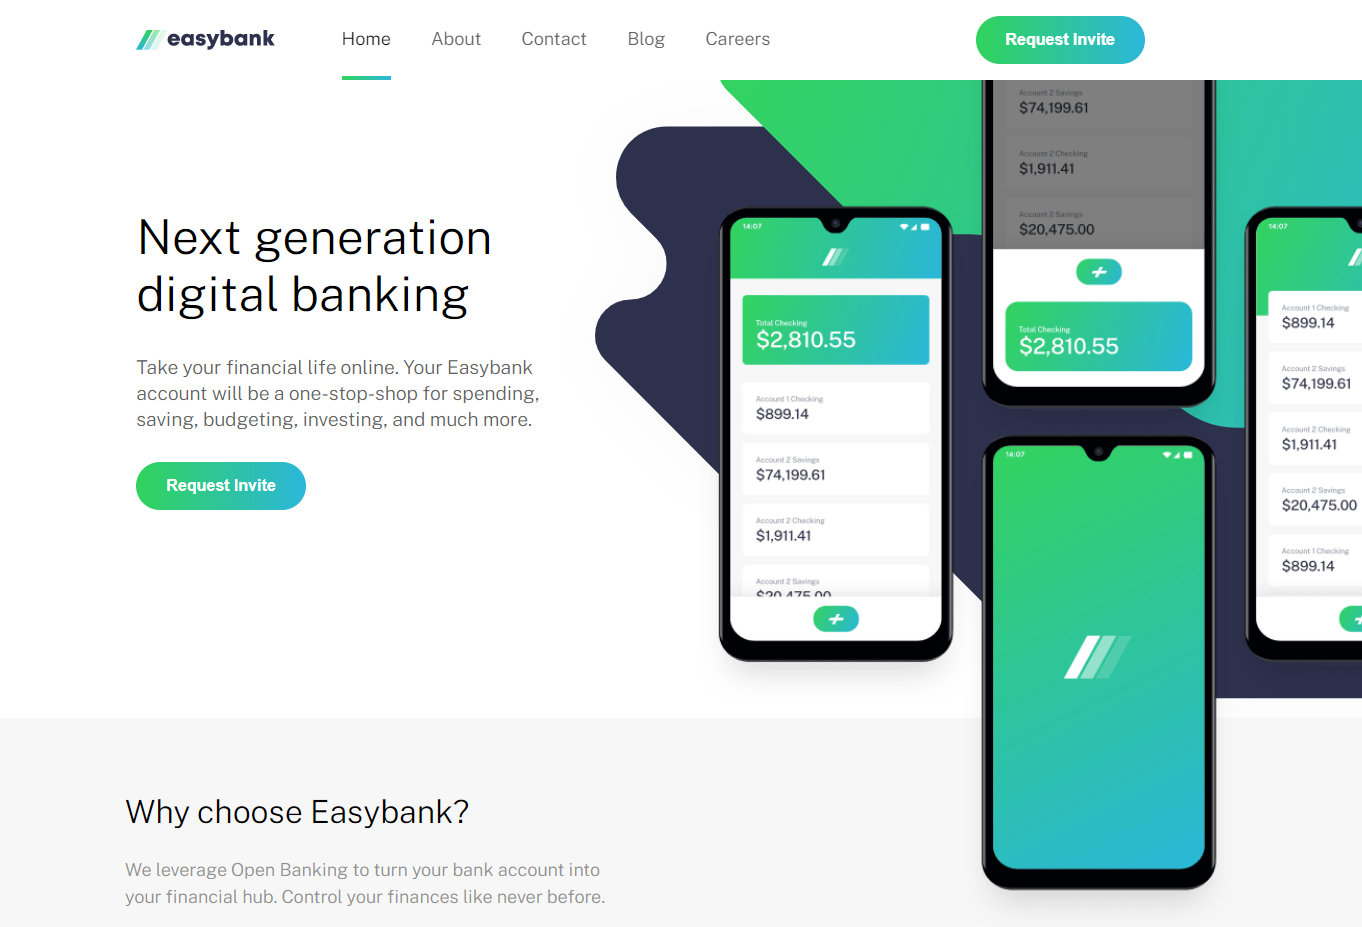 easybank
Home
About
Contact
Blog
Careers
Request Invite
Next generation
digital banking
Take your financial life online. Your Easybank
account will be a one-stop-shop for spending,
saving, budgeting, investing, and much more.
Request Invite
14:07
Total Checking
$2,810.55
Account 1 Checking
$899.14
Account 2 Savings
$74,199.61
Account 2 Checking
$1,911.41
Account 2 Savings
$20,475.00
Account 2 Savings
$74,199.61
Account 2 Checking
$1,911.41
Account 2 Savings
$20,475.00
Total Checking
$2,810.55
14:07
14:07
Account 1 Checking
$899.14
Account 2 Savings
$74,199.61
Account 2 Checking
$1,911.41
Account 2 Savings
$20,475.00
Account 1 Checking
$899.14
Why choose Easybank?
We leverage Open Banking to turn your bank account into
your financial hub. Control your finances like never before.